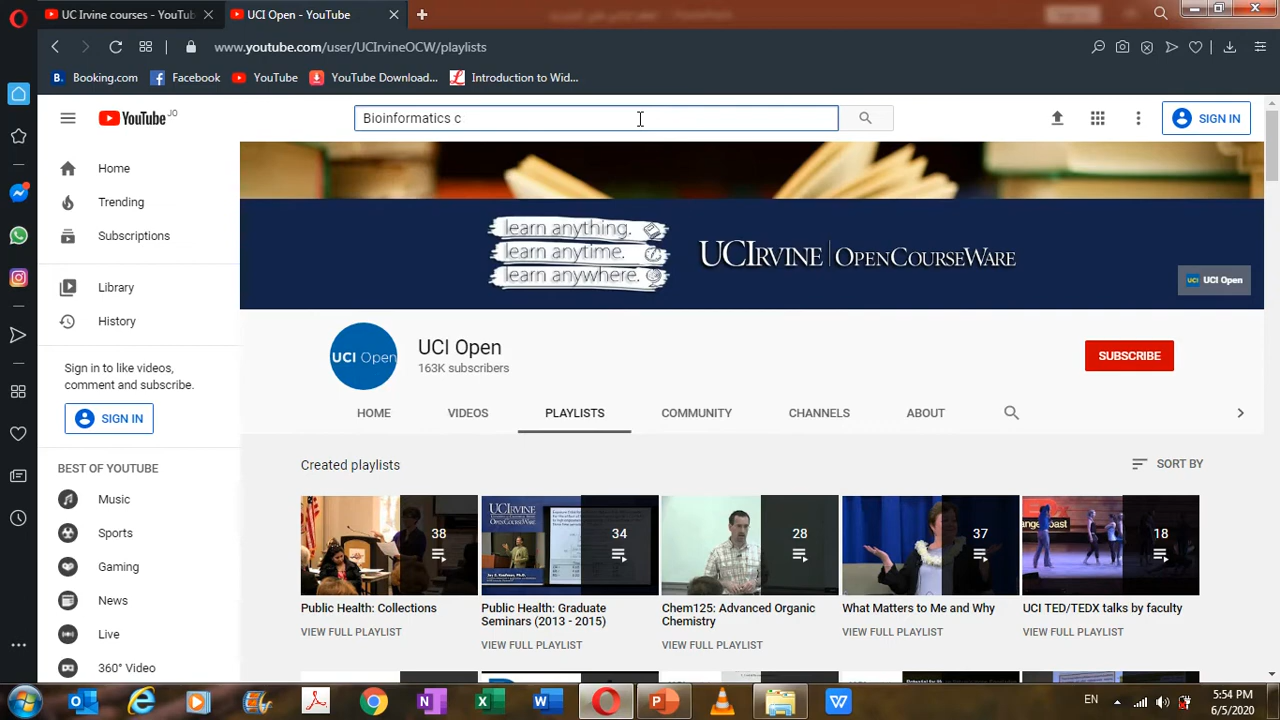 UC Irvine courses - YouTub
UCI Open - YouTube
www.youtube.com/user/UCIrvineOCW/playlists
B. Booking.com
Facebook
YouTube
YouTube Download...
Introduction to Wid...
YouTube JO
Bioinformatics c
SIGN IN
Home
Trending
Subscriptions
Library
History
Sign in to like videos,
comment and subscribe.
SIGN IN
BEST OF YOUTUBE
Music
Sports
Gaming
News
Live
360° Video
learn anything.
learn anytime.
learn anywhere.
UCIRVINE | OPENCOURSEWARE
UCI UCI Open
UCI Open
UCI Open
163K subscribers
SUBSCRIBE
HOME
VIDEOS
PLAYLISTS
COMMUNITY
CHANNELS
ABOUT
Created playlists
SORT BY
38
34
28
37
18
Public Health: Collections
VIEW FULL PLAYLIST
Public Health: Graduate
Seminars (2013 - 2015)
VIEW FULL PLAYLIST
Chem125: Advanced Organic
Chemistry
VIEW FULL PLAYLIST
What Matters to Me and Why
VIEW FULL PLAYLIST
UCI TED/TEDX talks by faculty
VIEW FULL PLAYLIST
EN
5:54 PM
6/5/2020